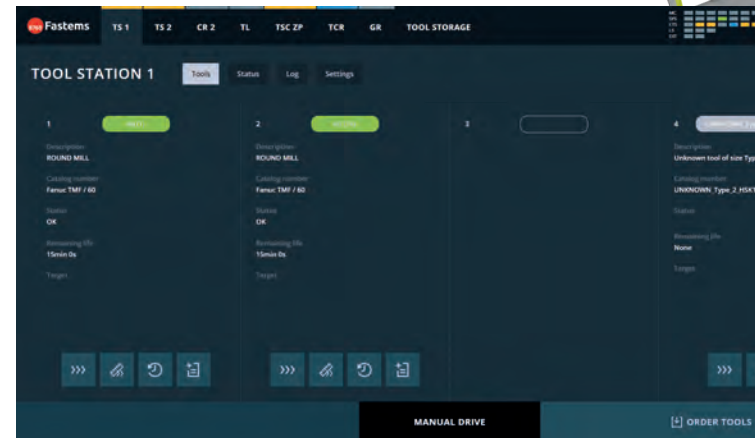 Fastems TS 1 TS 2 CR 2 TL TSC ZP TCR GR TOOL STORAGE
TOOL STATION 1 Tools Status Log Settings
1 2 3 4
Description Description Description
ROUND MILL ROUND MILL Unknown tool of size Typ
Catalog number Catalog number Catalog number
Fanuc TMF / 60 Fanuc TMF / 60 UNKNOWN_Type_2_HSK1
Status Status Status
OK OK
Remaining life Remaining life Remaining life
15min 0s 15min 0s None
Target Target Target
MANUAL DRIVE ORDER TOOLS